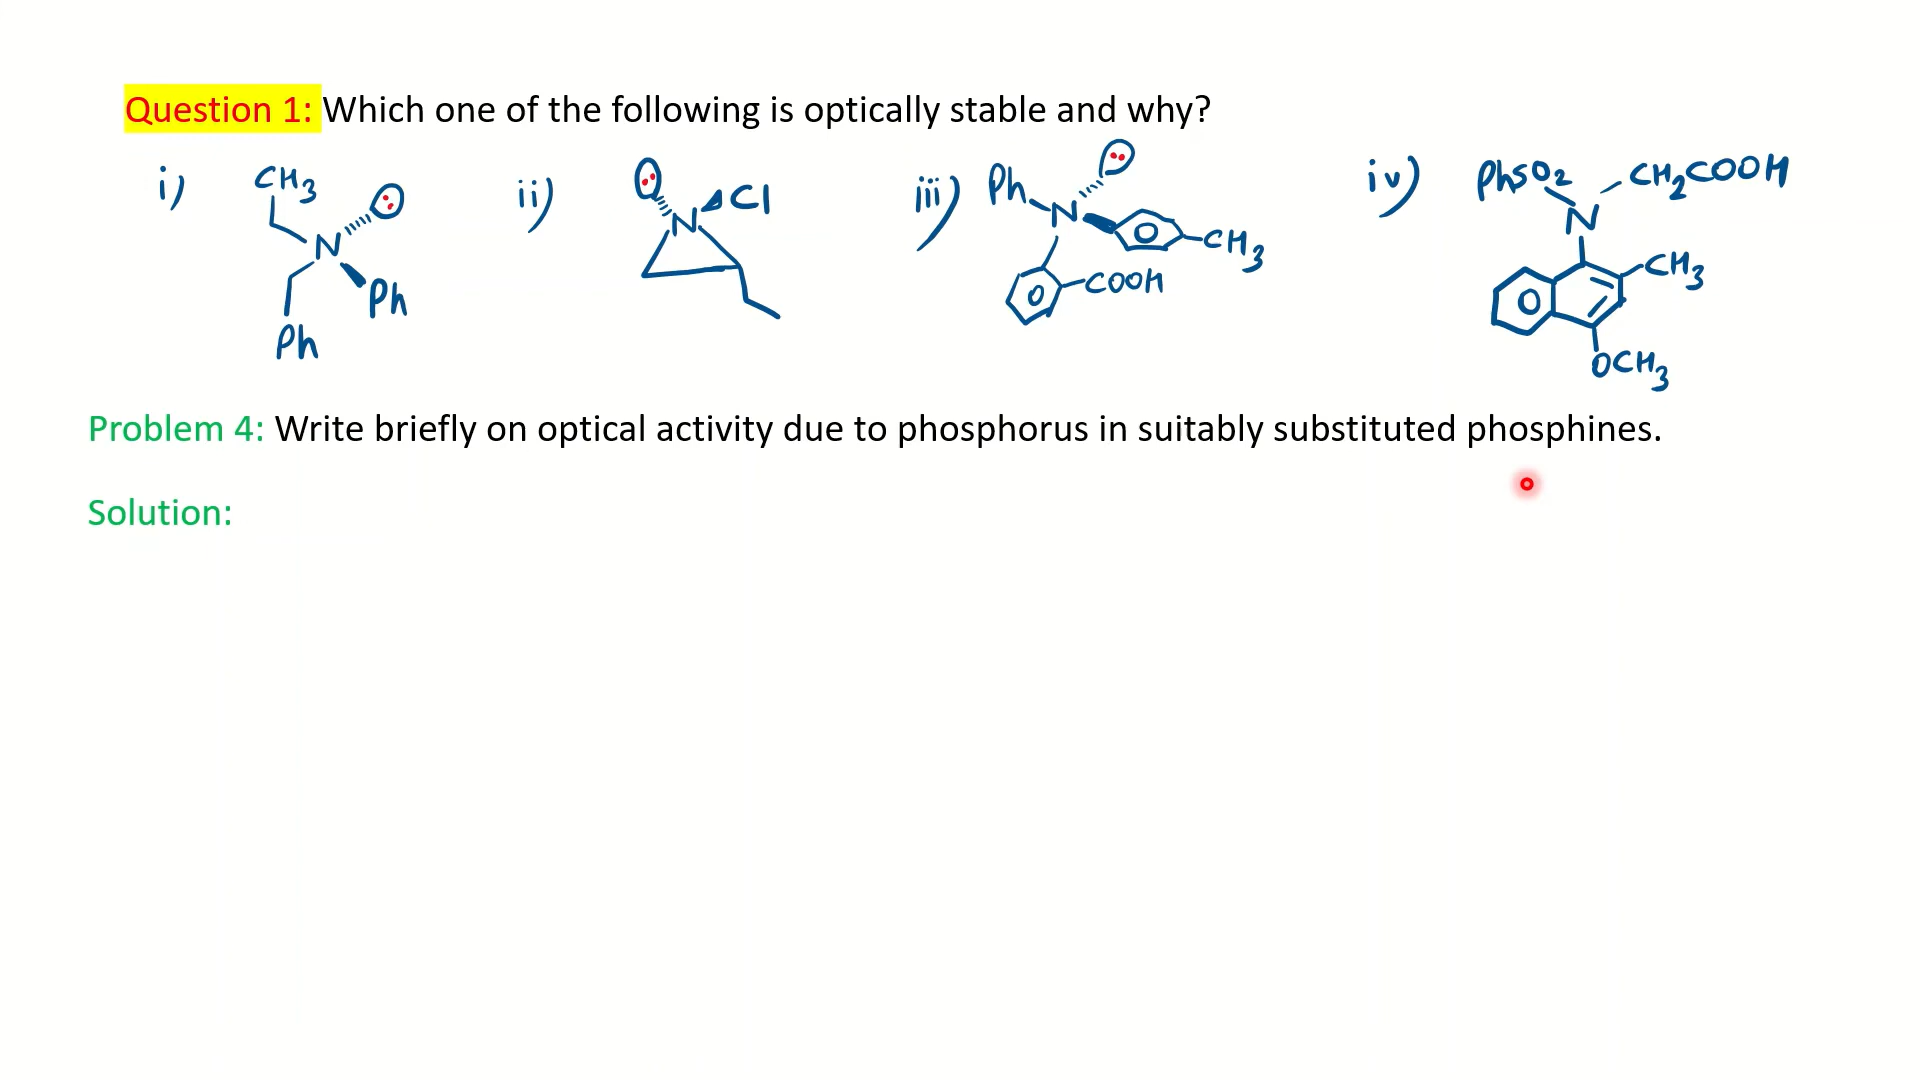 Question 1: Which one of the following is optically stable and why?
i) CH3 N Ph Ph
ii) N Cl
iii) Ph N CH3 COOH
iv) PhSO2 N CH2COOH CH3 OCH3
Problem 4: Write briefly on optical activity due to phosphorus in suitably substituted phosphines.
Solution: